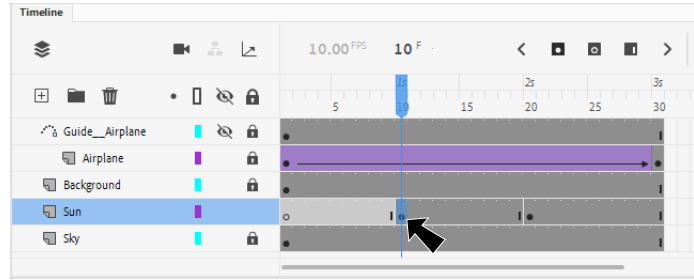 Timeline
10.00 FPS 10 F
1s 2s 3s
5 10 15 20 25 30
Guide__Airplane
Airplane
Background
Sun
Sky